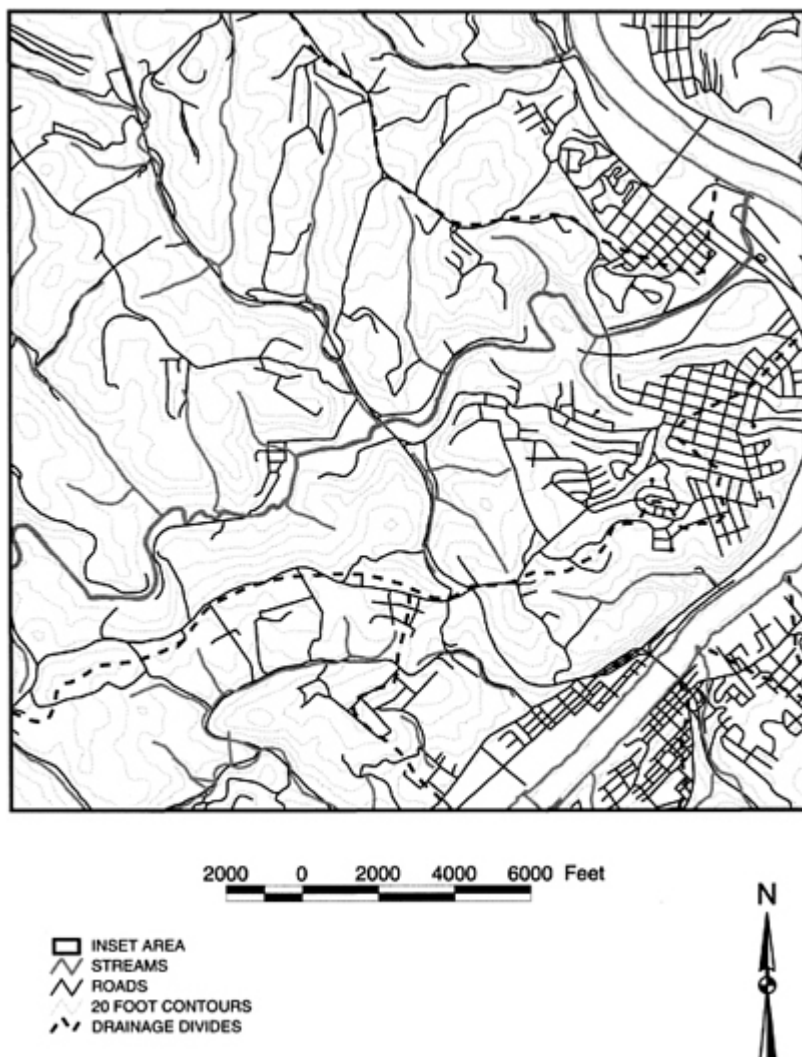 2000 0 2000 4000 6000 Feet
N
INSET AREA
STREAMS
ROADS
20 FOOT CONTOURS
DRAINAGE DIVIDES